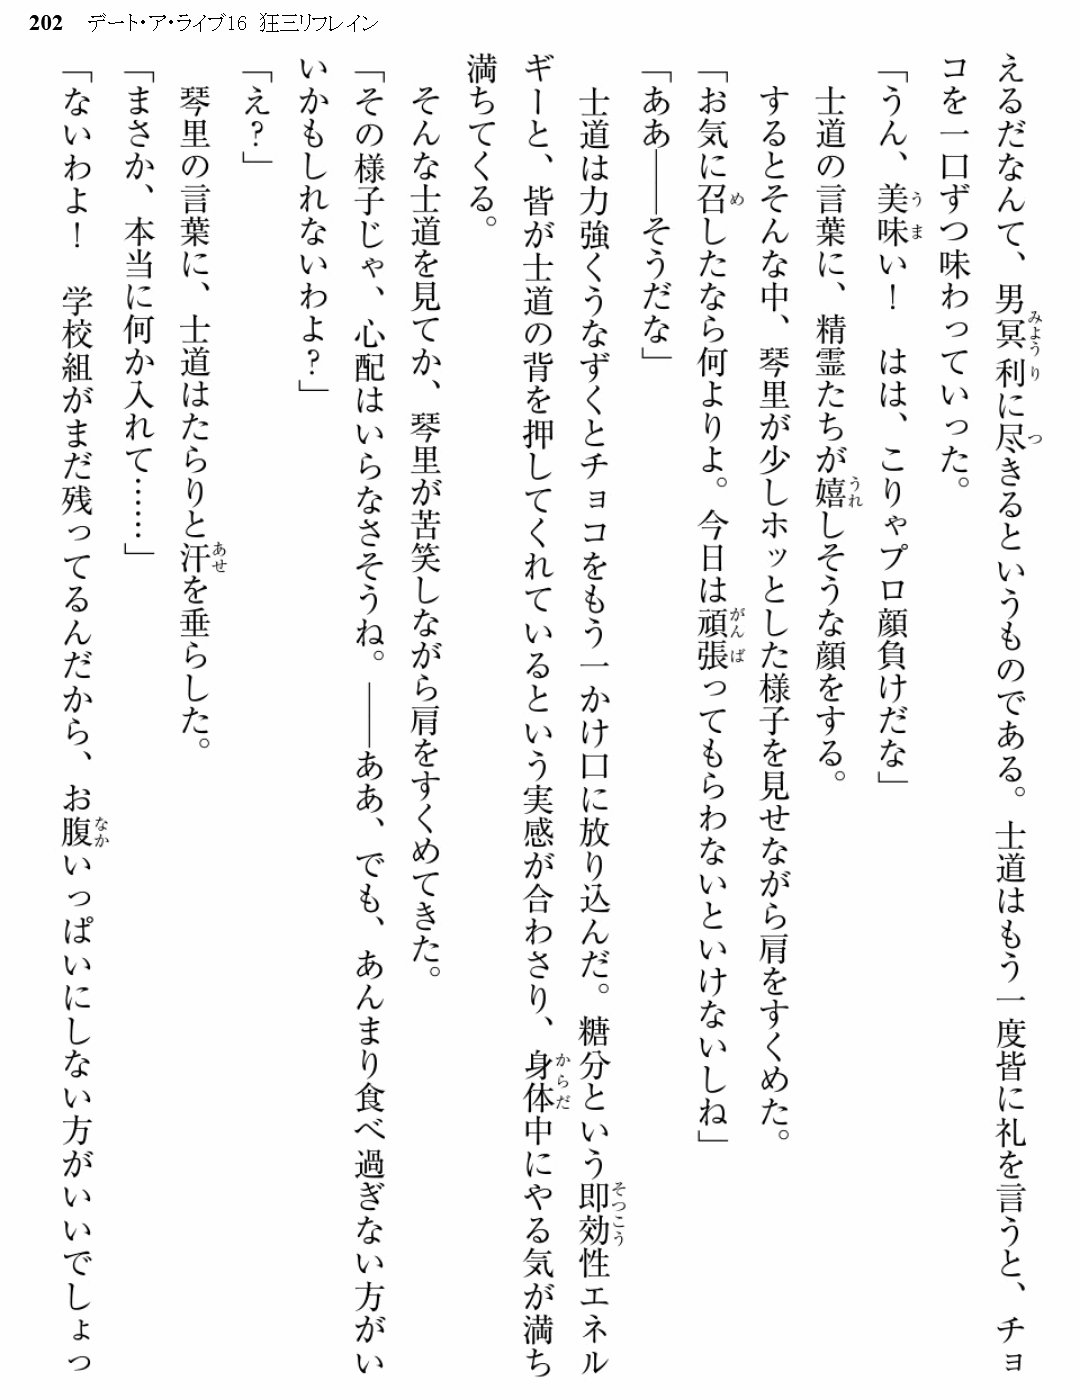 202 デート・ア・ライブ16 狂三リフレイン
えるだなんて、男冥利に尽きるというものである。士道はもう一度皆に礼を言うと、チョ
コを一口ずつ味わっていった。
「うん、美味い！　はは、こりゃプロ顔負けだな」
士道の言葉に、精霊たちが嬉しそうな顔をする。
するとそんな中、琴里が少しホッとした様子を見せながら肩をすくめた。
「お気に召したなら何よりよ。今日は頑張ってもらわないといけないしね」
「ああ――そうだな」
士道は力強くうなずくとチョコをもう一かけ口に放り込んだ。糖分という即効性エネル
ギーと、皆が士道の背を押してくれているという実感が合わさり、身体中にやる気が満ち
満ちてくる。
そんな士道を見てか、琴里が苦笑しながら肩をすくめてきた。
「その様子じゃ、心配はいらなさそうね。――ああ、でも、あんまり食べ過ぎない方がい
いかもしれないわよ？」
「え？」
琴里の言葉に、士道はたらりと汗を垂らした。
「まさか、本当に何か入れて……」
「ないわよ！　学校組がまだ残ってるんだから、お腹いっぱいにしない方がいいでしょっ